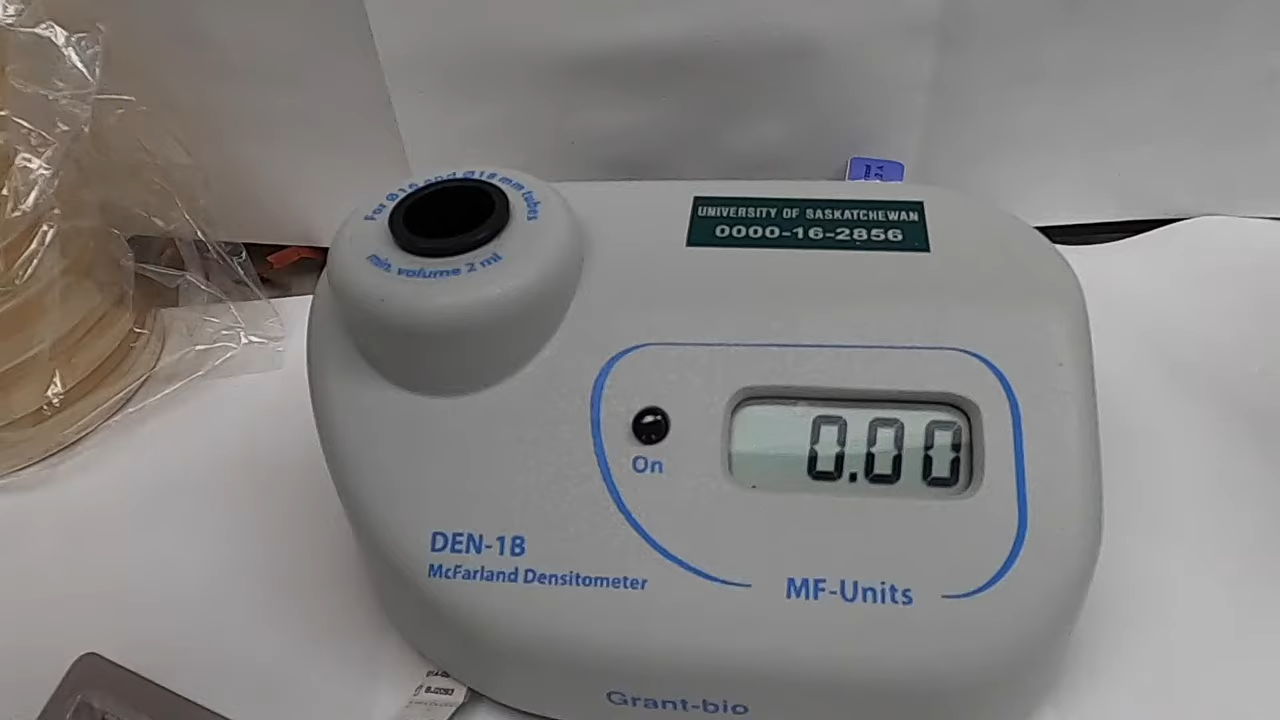 For Ø16 and Ø18 mm tubes
min. volume 2 ml
UNIVERSITY OF SASKATCHEWAN
0000-16-2856
0.00
On
DEN-1B
McFarland Densitometer
MF-Units
Grant-bio